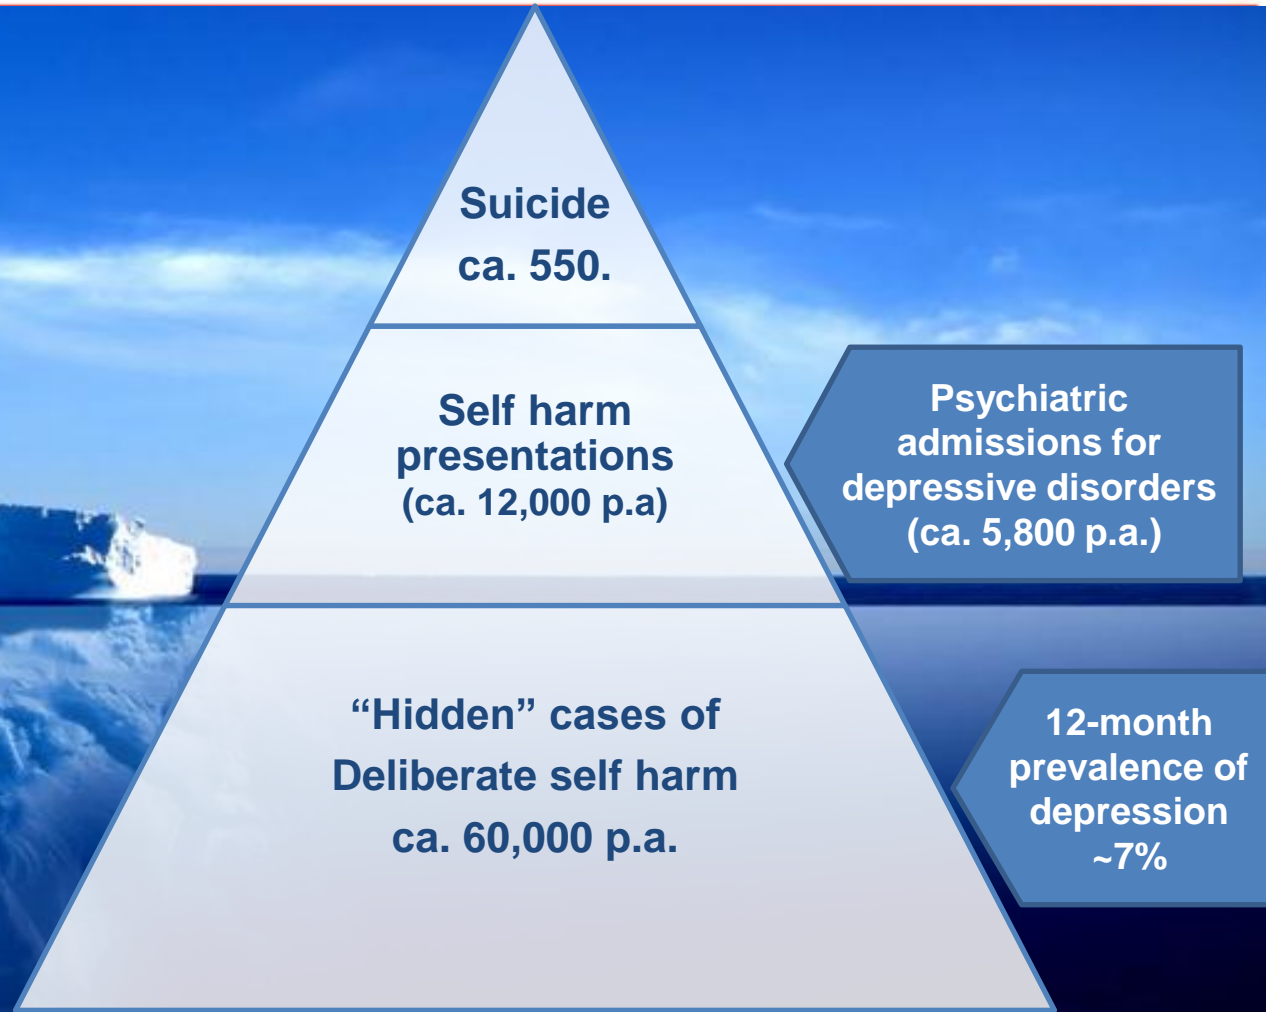 Suicide
ca. 550.
Self harm
presentations
(ca. 12,000 p.a)
Psychiatric
admissions for
depressive disorders
(ca. 5,800 p.a.)
“Hidden” cases of
Deliberate self harm
ca. 60,000 p.a.
12-month
prevalence of
depression
~7%